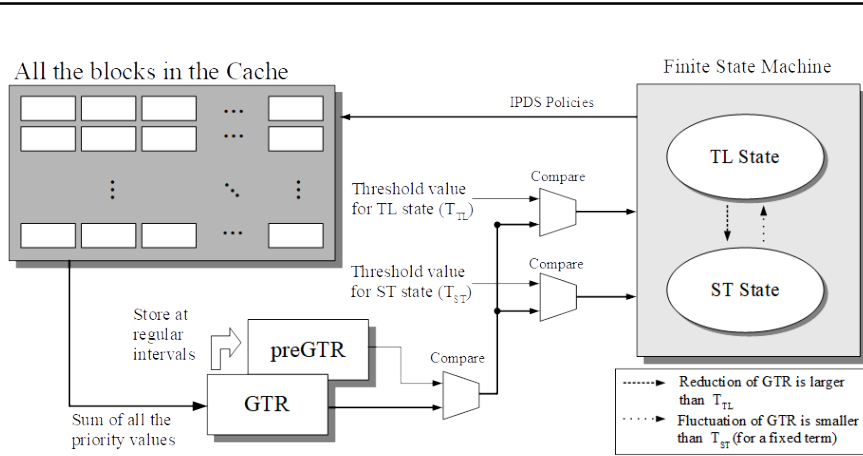 All the blocks in the Cache
Finite State Machine
IPDS Policies
TL State
Compare
Threshold value
for TL state (TTL)
Compare
Threshold value
for ST state (TST)
ST State
Store at
regular
intervals
preGTR
Compare
GTR
Sum of all the
priority values
Reduction of GTR is larger
than TTL
Fluctuation of GTR is smaller
than TST (for a fixed term)